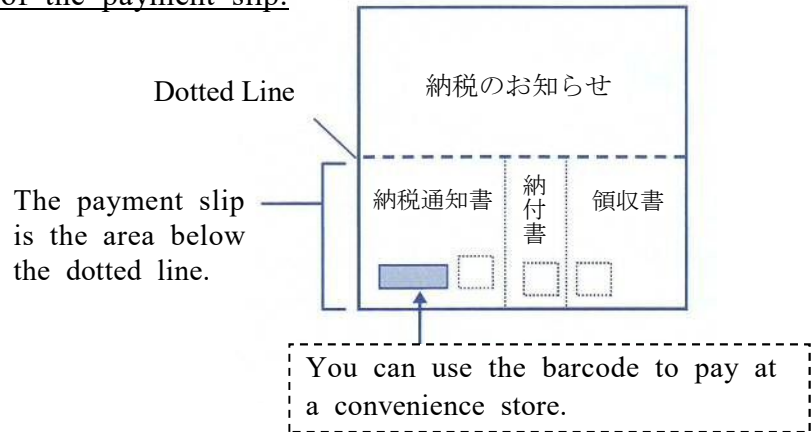 of the payment slip.
Dotted Line
納税のお知らせ
The payment slip
is the area below
the dotted line.
納税通知書
納付書
領収書
You can use the barcode to pay at
a convenience store.